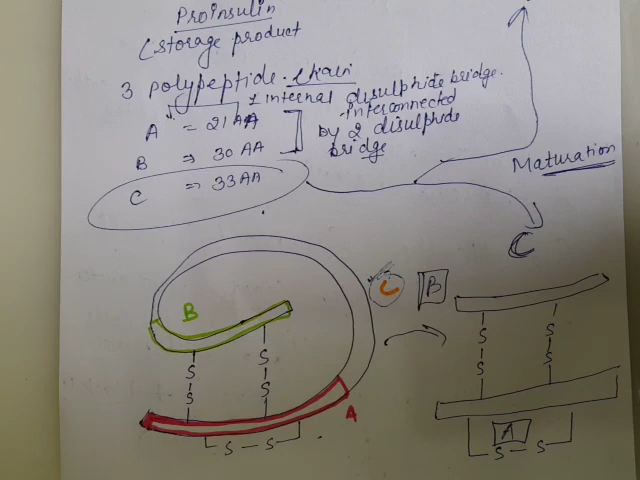 Proinsulin
(storage product
3 polypeptide chain
1 internal disulphide bridge.
A = 21 AA
interconnected
by 2 disulphide
bridge
B => 30 AA
C => 33 AA
Maturation
C
B
C
B
S S
S S
S S
S S
A
S - S
A
S - S